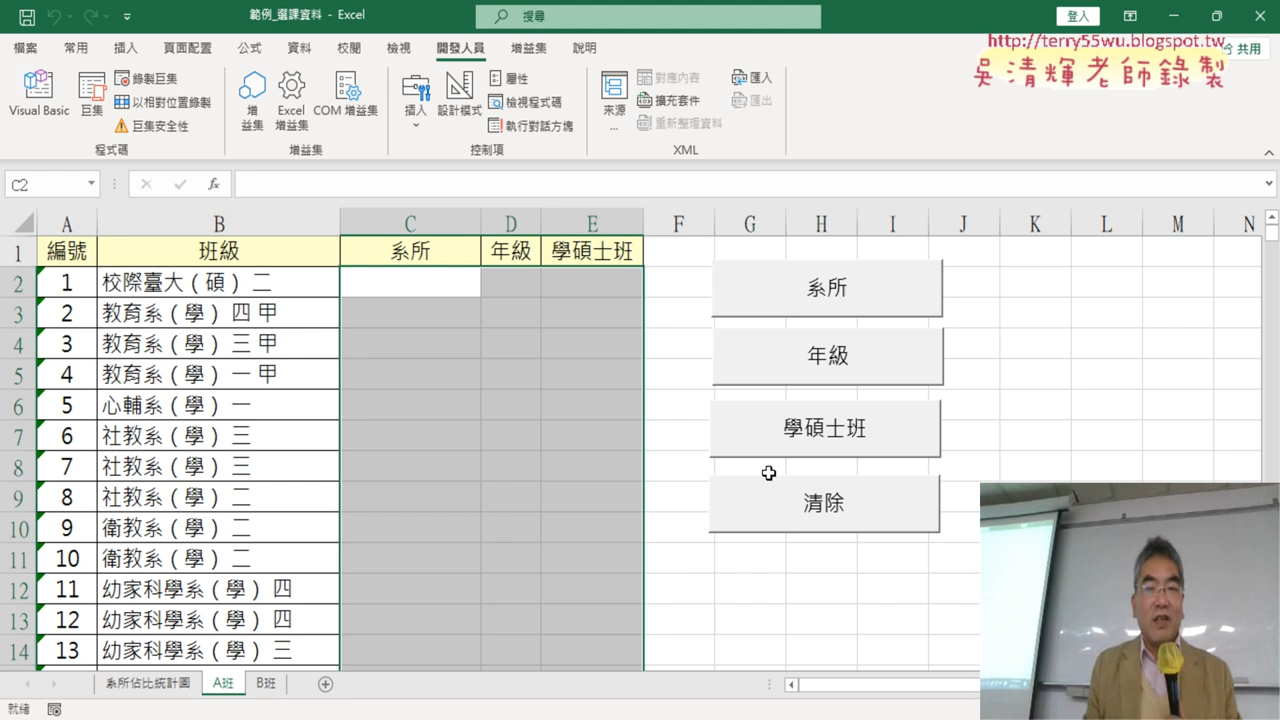 範例_選課資料 - Excel
搜尋
登入
檔案 常用 插入 頁面配置 公式 資料 校閱 檢視 開發人員 增益集 說明
共用
http://terry55wu.blogspot.tw
吳清輝老師錄製
Visual Basic
巨集
錄製巨集
以相對位置錄製
巨集安全性
程式碼
增益集
Excel 增益集
COM 增益集
增益集
插入
設計模式
屬性
檢視程式碼
執行對話方塊
控制項
來源
...
對應內容
擴充套件
重新整理資料
匯入
匯出
XML
C2
fx
A B C D E F G H I J K L M N
1 編號 班級 系所 年級 學碩士班
2 1 校際臺大（碩）二
3 2 教育系（學）四甲
4 3 教育系（學）三甲
5 4 教育系（學）一甲
6 5 心輔系（學）一
7 6 社教系（學）三
8 7 社教系（學）三
9 8 社教系（學）二
10 9 衛教系（學）二
11 10 衛教系（學）二
12 11 幼家科學系（學）四
13 12 幼家科學系（學）四
14 13 幼家科學系（學）三
系所
年級
學碩士班
清除
系所佔比統計圖 A班 B班
就緒